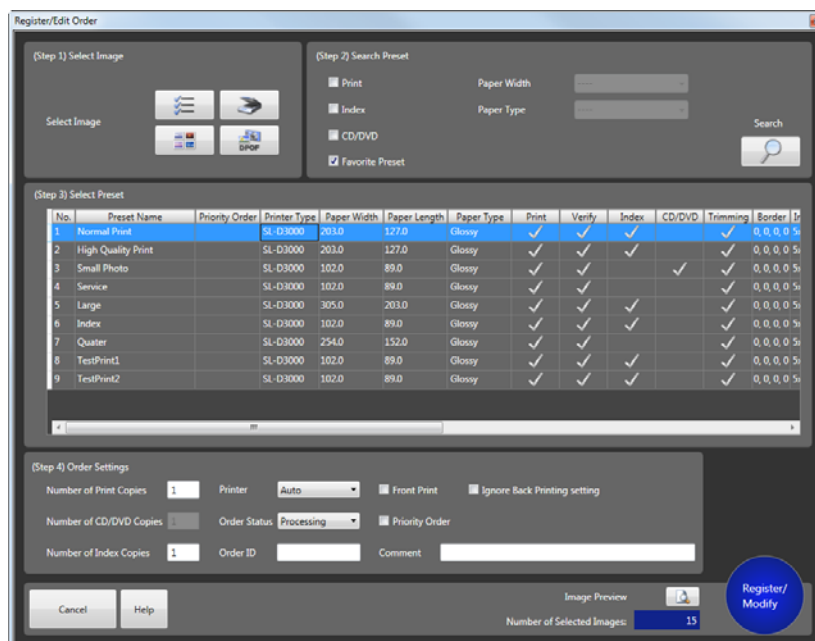 Register/Edit Order
(Step 1) Select Image
Select Image
DPOF
(Step 2) Search Preset
Print Paper Width ----
Index Paper Type ----
CD/DVD
Favorite Preset
Search
(Step 3) Select Preset
No. Preset Name Priority Order Printer Type Paper Width Paper Length Paper Type Print Verify Index CD/DVD Trimming Border
1 Normal Print SL-D3000 203.0 127.0 Glossy 0, 0, 0, 0
2 High Quality Print SL-D3000 203.0 127.0 Glossy 0, 0, 0, 0
3 Small Photo SL-D3000 102.0 89.0 Glossy 0, 0, 0, 0
4 Service SL-D3000 102.0 89.0 Glossy 0, 0, 0, 0
5 Large SL-D3000 305.0 203.0 Glossy 0, 0, 0, 0
6 Index SL-D3000 102.0 89.0 Glossy 0, 0, 0, 0
7 Quater SL-D3000 254.0 152.0 Glossy 0, 0, 0, 0
8 TestPrint1 SL-D3000 102.0 89.0 Glossy 0, 0, 0, 0
9 TestPrint2 SL-D3000 102.0 89.0 Glossy 0, 0, 0, 0
(Step 4) Order Settings
Number of Print Copies 1 Printer Auto Front Print Ignore Back Printing setting
Number of CD/DVD Copies 1 Order Status Processing Priority Order
Number of Index Copies 1 Order ID Comment
Cancel Help
Image Preview
Number of Selected Images: 15
Register/
Modify